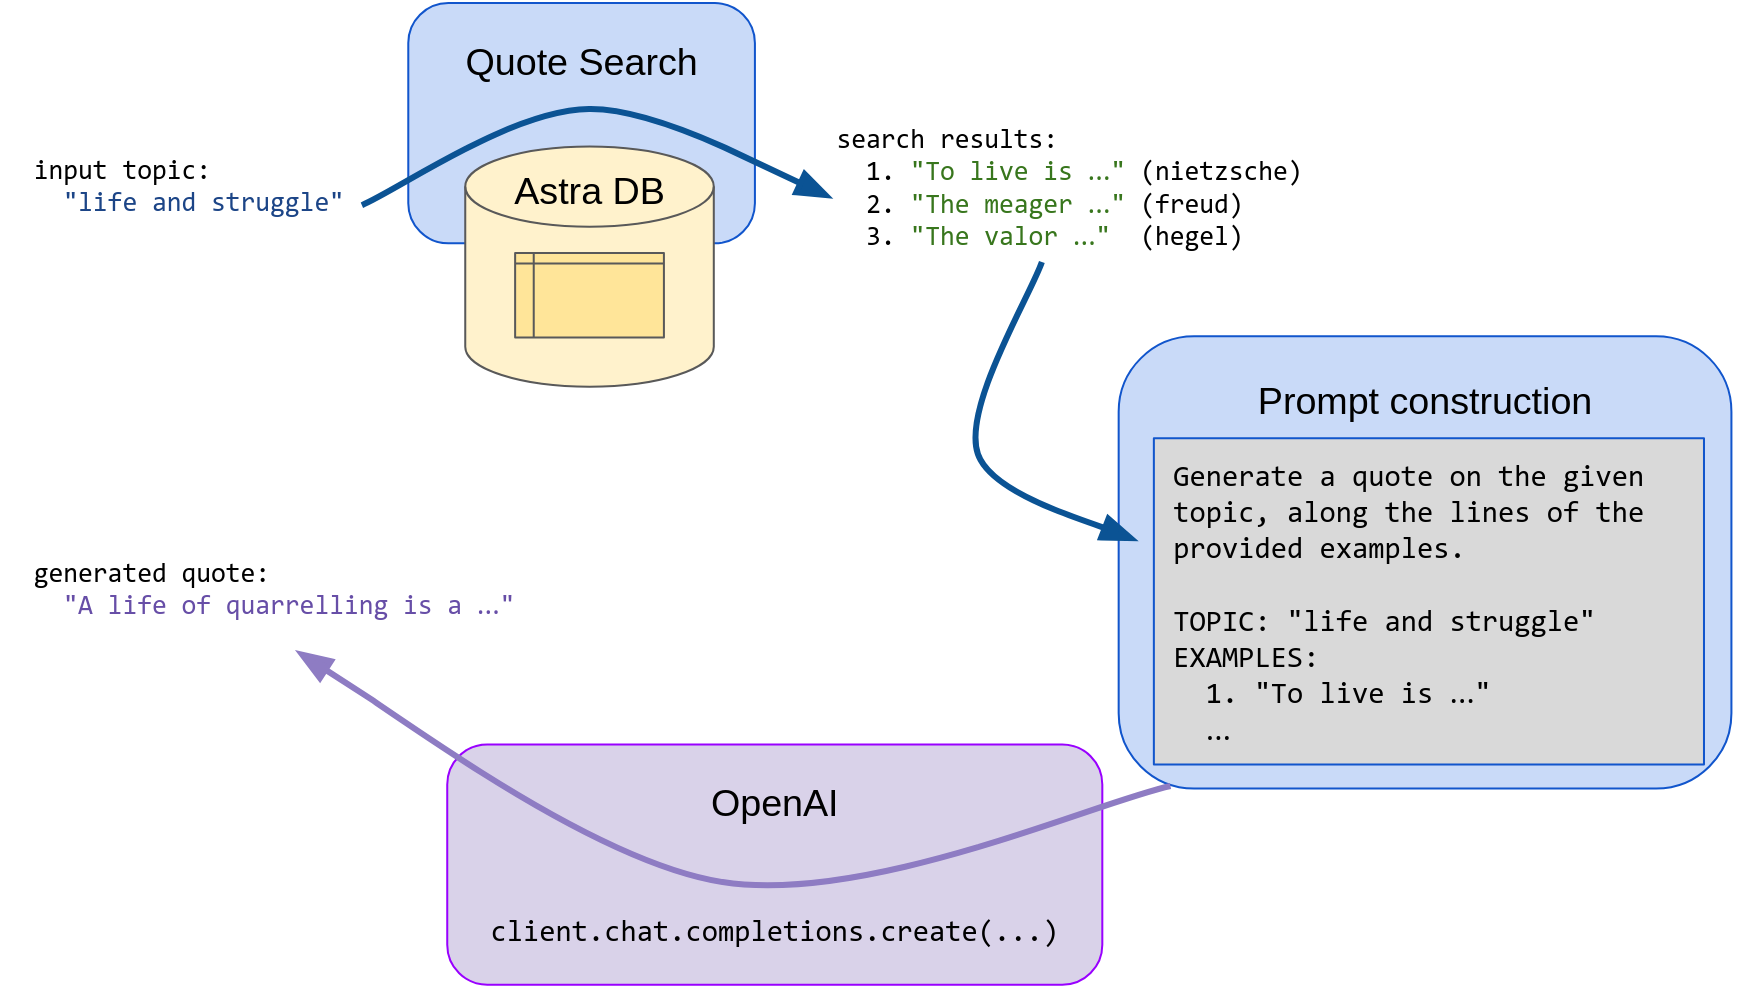 Quote Search
Astra DB
input topic:
"life and struggle"
search results:
1. "To live is …" (nietzsche)
2. "The meager …" (freud)
3. "The valor …" (hegel)
Prompt construction
Generate a quote on the given
topic, along the lines of the
provided examples.
TOPIC: "life and struggle"
EXAMPLES:
1. "To live is …"
…
OpenAI
client.chat.completions.create(...)
generated quote:
"A life of quarrelling is a …"